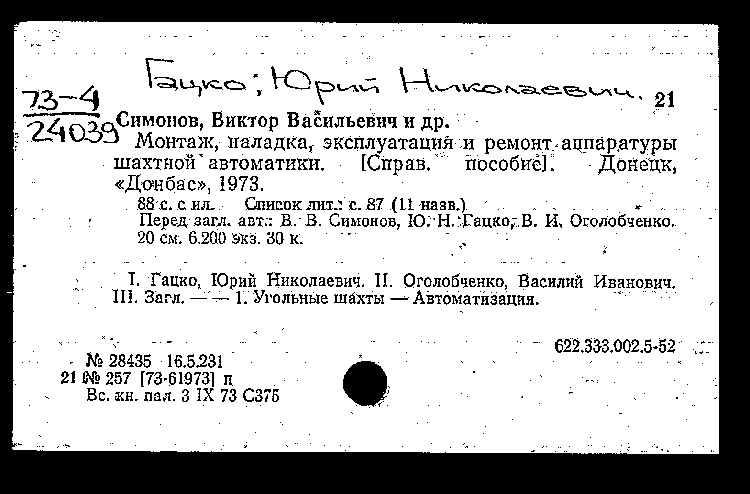 Гацко, Юрий Николаевич.
73-4
24039
21
Симонов, Виктор Васильевич и др.
Монтаж, наладка, эксплуатация и ремонт аппаратуры
шахтной автоматики. [Справ. пособие]. Донецк,
«Донбас», 1973.
88 с. с ил. Список лит.: с. 87 (11 назв.)
Перед загл. авт.: В. В. Симонов, Ю. Н. Гацко, В. И. Оголобченко.
20 см. 6.200 экз. 30 к.
I. Гацко, Юрий Николаевич. II. Оголобченко, Василий Иванович.
III. Загл. — — 1. Угольные шахты — Автоматизация.
622.333.002.5-52
№ 28435 16.5.231
21 № 257 [73-61973] п
Вс. кн. пал. 3 IX 73 С375